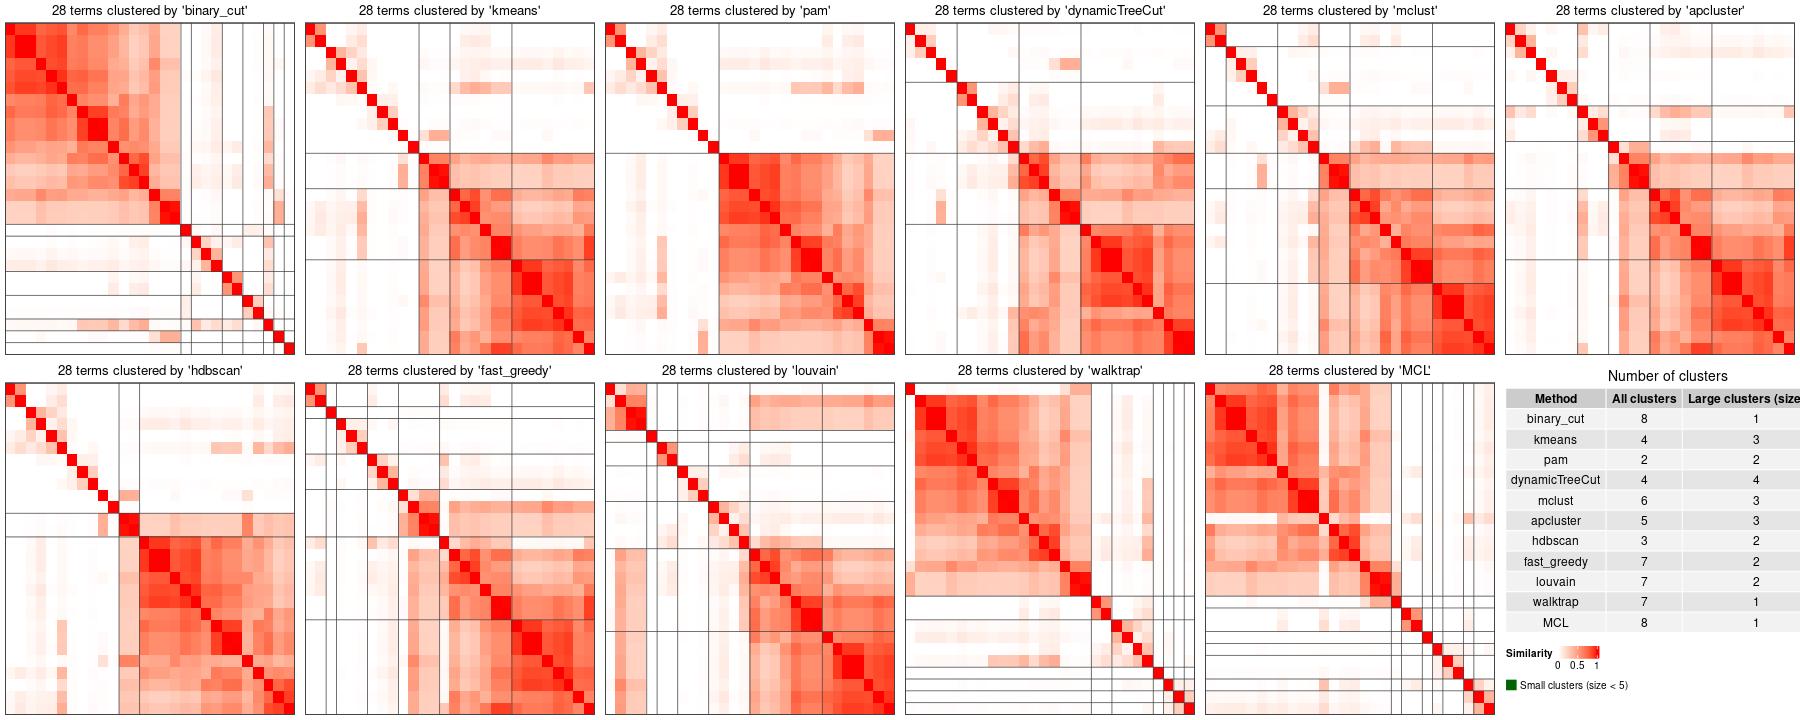 28 terms clustered by 'binary_cut'
28 terms clustered by 'kmeans'
28 terms clustered by 'pam'
28 terms clustered by 'dynamicTreeCut'
28 terms clustered by 'mclust'
28 terms clustered by 'apcluster'
28 terms clustered by 'hdbscan'
28 terms clustered by 'fast_greedy'
28 terms clustered by 'louvain'
28 terms clustered by 'walktrap'
28 terms clustered by 'MCL'
Number of clusters
Method All clusters Large clusters (size
binary_cut 8 1
kmeans 4 3
pam 2 2
dynamicTreeCut 4 4
mclust 6 3
apcluster 5 3
hdbscan 3 2
fast_greedy 7 2
louvain 7 2
walktrap 7 1
MCL 8 1
Similarity
0 0.5 1
Small clusters (size < 5)